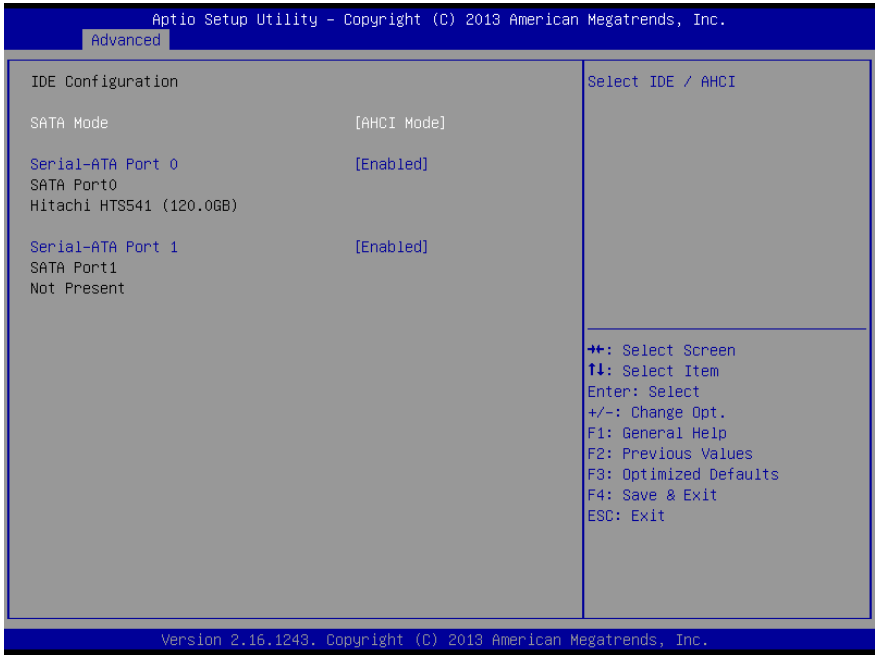 Aptio Setup Utility – Copyright (C) 2013 American Megatrends, Inc.
Advanced
IDE Configuration
SATA Mode [AHCI Mode]
Serial-ATA Port 0 [Enabled]
SATA Port0
Hitachi HTS541 (120.0GB)
Serial-ATA Port 1 [Enabled]
SATA Port1
Not Present
Select IDE / AHCI
→←: Select Screen
↑↓: Select Item
Enter: Select
+/-: Change Opt.
F1: General Help
F2: Previous Values
F3: Optimized Defaults
F4: Save & Exit
ESC: Exit
Version 2.16.1243. Copyright (C) 2013 American Megatrends, Inc.